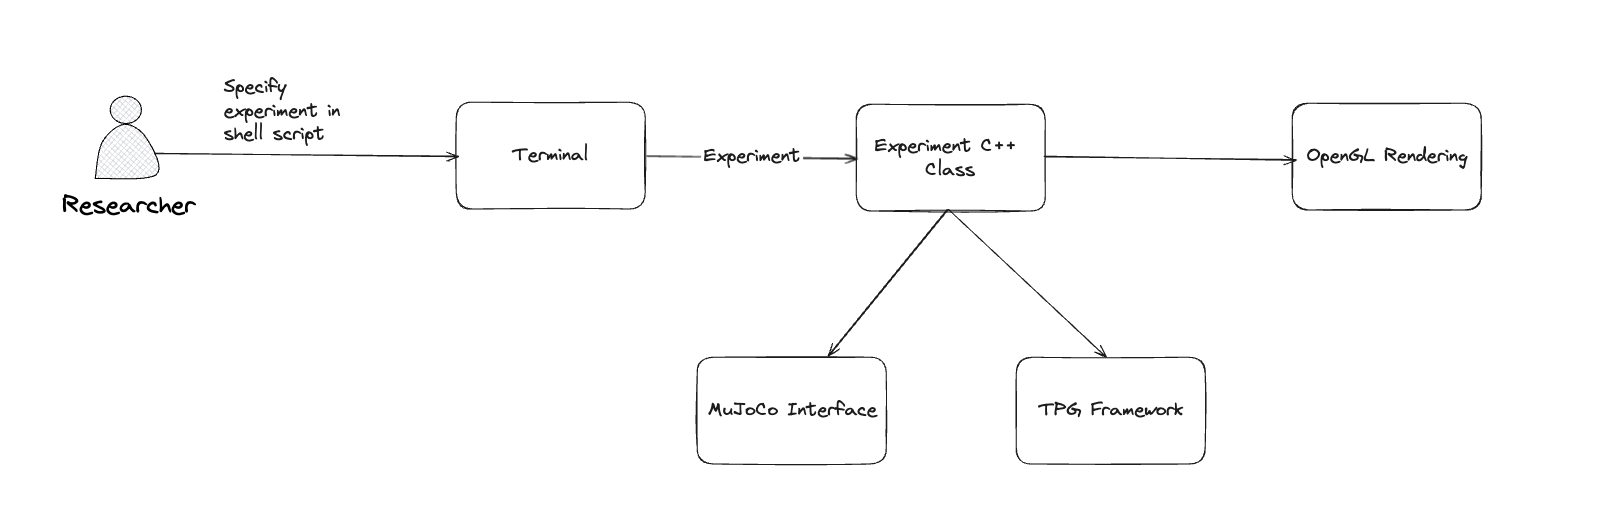 Specify
experiment in
shell script
Researcher
Terminal
Experiment
Experiment C++
Class
OpenGL Rendering
MuJoCo Interface
TPG Framework